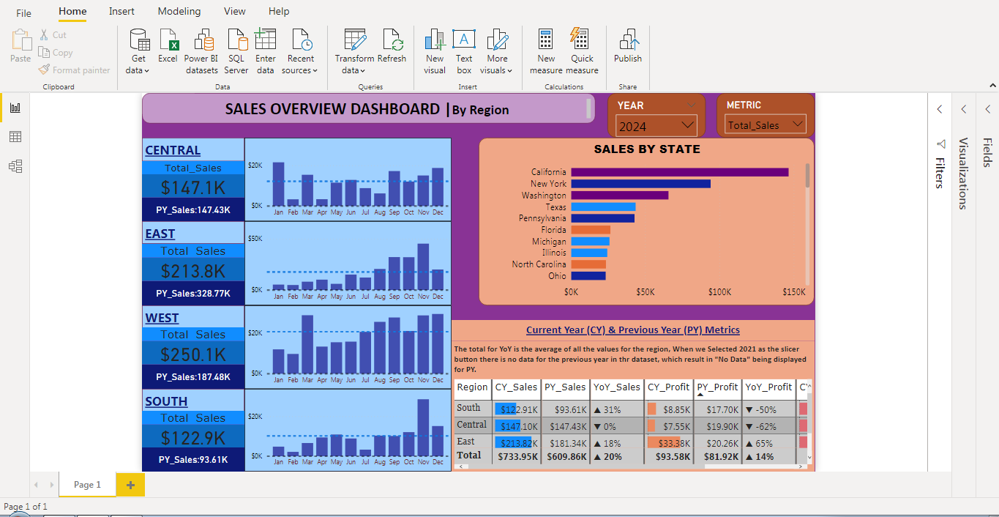 File Home Insert Modeling View Help
Paste
Cut
Copy
Format painter
Clipboard
Get data
Excel
Power BI datasets
SQL Server
Enter data
Recent sources
Data
Transform data
Refresh
Queries
New visual
Text box
More visuals
Insert
New measure
Quick measure
Calculations
Publish
Share
SALES OVERVIEW DASHBOARD |By Region
YEAR
2024
METRIC
Total_Sales
CENTRAL
Total_Sales
$147.1K
PY_Sales:147.43K
$20K
$0K
Jan Feb Mar Apr May Jun Jul Aug Sep Oct Nov Dec
EAST
Total Sales
$213.8K
PY_Sales:328.77K
$50K
$0K
Jan Feb Mar Apr May Jun Jul Aug Sep Oct Nov Dec
WEST
Total Sales
$250.1K
PY_Sales:187.48K
$20K
$0K
Jan Feb Mar Apr May Jun Jul Aug Sep Oct Nov Dec
SOUTH
Total Sales
$122.9K
PY_Sales:93.61K
$20K
$0K
Jan Feb Mar Apr May Jun Jul Aug Sep Oct Nov Dec
SALES BY STATE
California
New York
Washington
Texas
Pennsylvania
Florida
Michigan
Illinois
North Carolina
Ohio
$0K $50K $100K $150K
Current Year (CY) & Previous Year (PY) Metrics
The total for YoY is the average of all the values for the region, When we Selected 2021 as the slicer
button there is no data for the previous year in thr dataset, which result in "No Data" being displayed
for PY.
Region CY_Sales PY_Sales YoY_Sales CY_Profit PY_Profit YoY_Profit CY
South $122.91K $93.61K ▲ 31% $8.85K $17.70K ▼ -50%
Central $147.10K $147.43K ▼ 0% $7.55K $19.90K ▼ -62%
East $213.82K $181.34K ▲ 18% $33.38K $20.26K ▲ 65%
Total $733.95K $609.86K ▲ 20% $93.58K $81.92K ▲ 14%
Filters
Visualizations
Fields
Page 1
Page 1 of 1